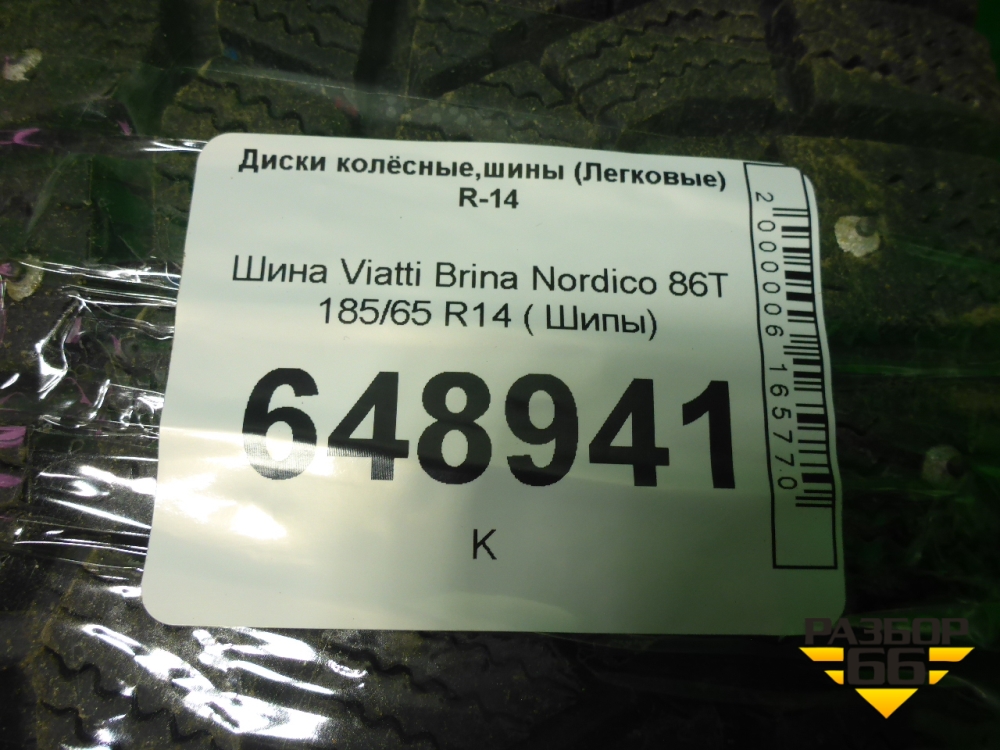 Диски колёсные,шины (Легковые)
R-14
Шина Viatti Brina Nordico 86T
185/65 R14 ( Шипы)
648941
К
2000006165770
РАЗБОР
66